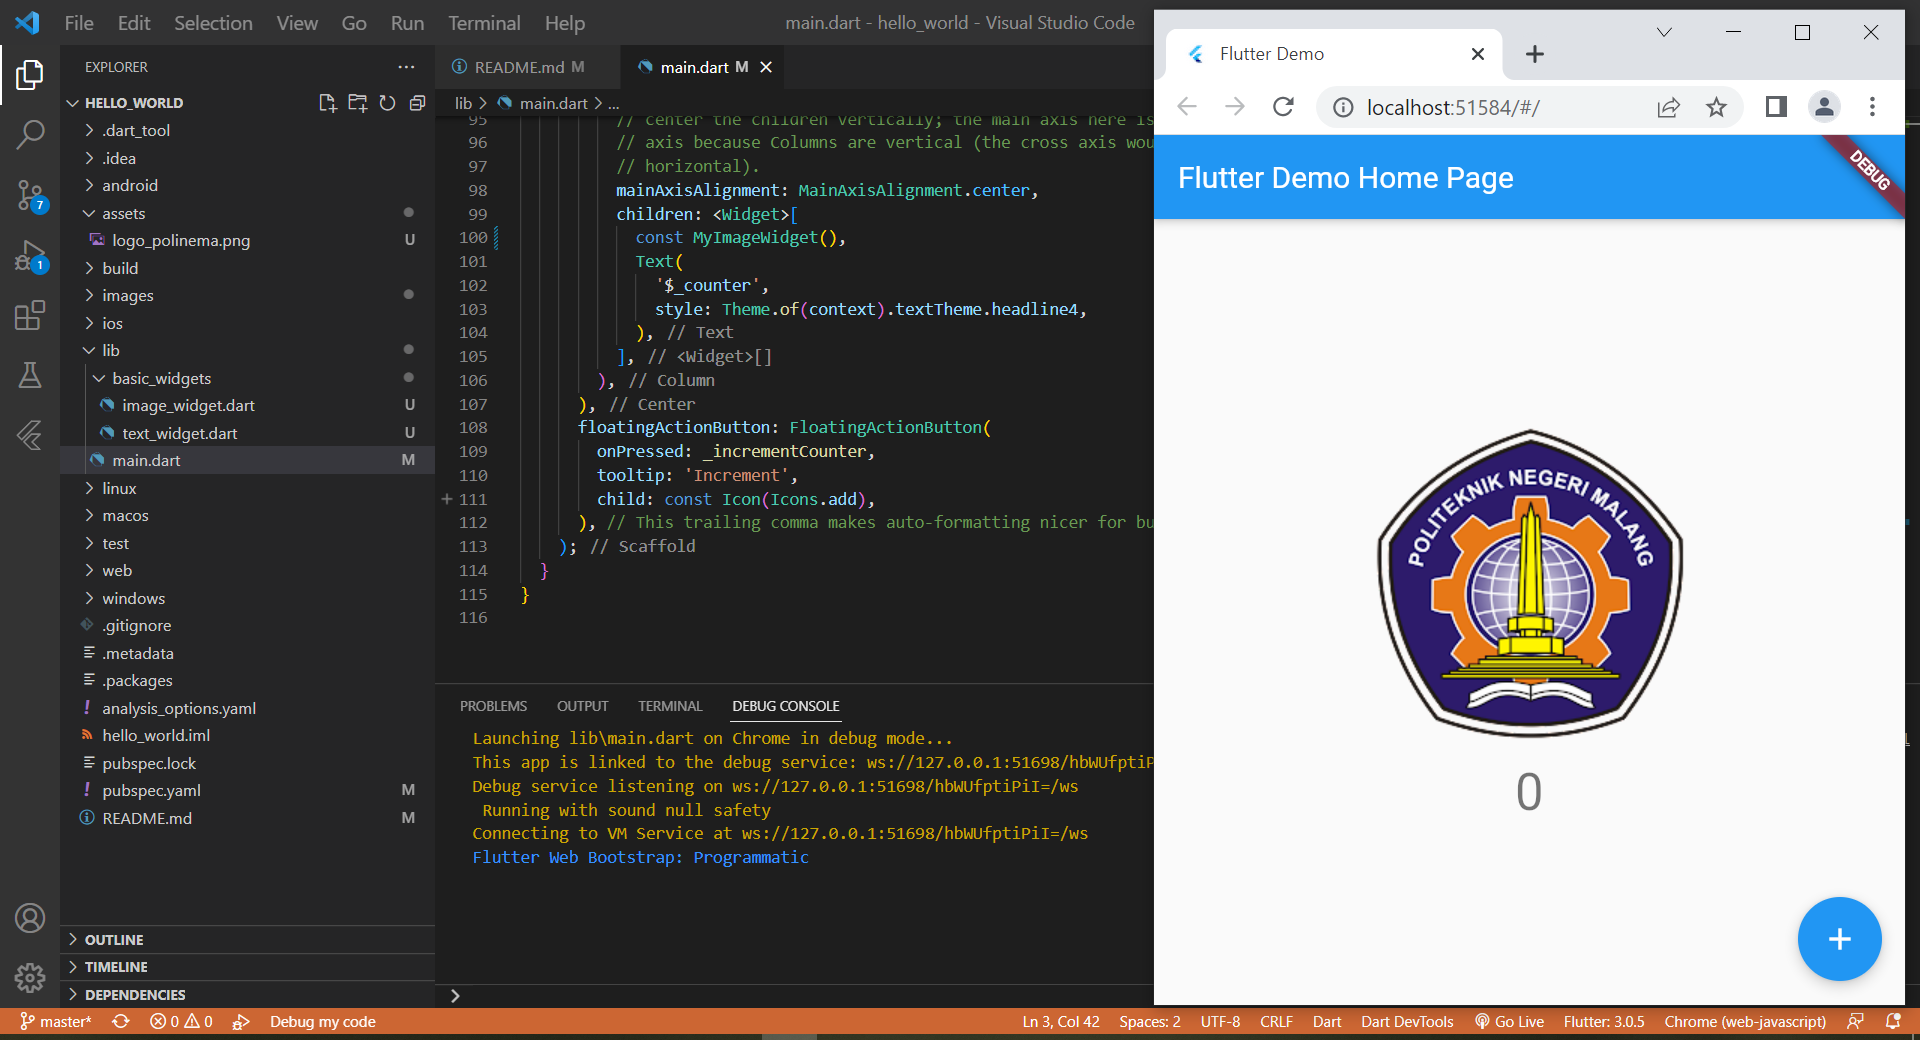 File Edit Selection View Go Run Terminal Help
main.dart - hello_world - Visual Studio Code
EXPLORER
HELLO_WORLD
.dart_tool
.idea
android
assets
logo_polinema.png U
build
images
ios
lib
basic_widgets
image_widget.dart U
text_widget.dart U
main.dart M
linux
macos
test
web
windows
.gitignore
.metadata
.packages
analysis_options.yaml
hello_world.iml
pubspec.lock
pubspec.yaml M
README.md M
OUTLINE
TIMELINE
DEPENDENCIES
7
1
README.md M
main.dart M
lib > main.dart > ...
95 // center the children vertically; the main axis here is
96 // axis because Columns are vertical (the cross axis wou
97 // horizontal).
98 mainAxisAlignment: MainAxisAlignment.center,
99 children: <Widget>[
100 const MyImageWidget(),
101 Text(
102 '$_counter',
103 style: Theme.of(context).textTheme.headline4,
104 ), // Text
105 ], // <Widget>[]
106 ), // Column
107 ), // Center
108 floatingActionButton: FloatingActionButton(
109 onPressed: _incrementCounter,
110 tooltip: 'Increment',
111 child: const Icon(Icons.add),
112 ), // This trailing comma makes auto-formatting nicer for bu
113 ); // Scaffold
114 }
115 }
116
PROBLEMS OUTPUT TERMINAL DEBUG CONSOLE
Launching lib\main.dart on Chrome in debug mode...
This app is linked to the debug service: ws://127.0.0.1:51698/hbWUfptiP
Debug service listening on ws://127.0.0.1:51698/hbWUfptiPiI=/ws
Running with sound null safety
Connecting to VM Service at ws://127.0.0.1:51698/hbWUfptiPiI=/ws
Flutter Web Bootstrap: Programmatic
Flutter Demo
localhost:51584/#/
Flutter Demo Home Page
DEBUG
POLITEKNIK NEGERI MALANG
0
master* 0 0 Debug my code
Ln 3, Col 42 Spaces: 2 UTF-8 CRLF Dart Dart DevTools Go Live Flutter: 3.0.5 Chrome (web-javascript)